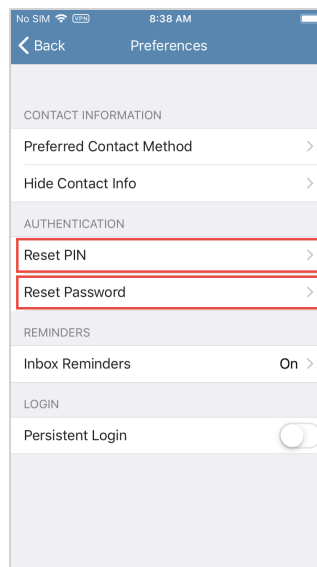 No SIM VPN 8:38 AM
Back Preferences
CONTACT INFORMATION
Preferred Contact Method
Hide Contact Info
AUTHENTICATION
Reset PIN
Reset Password
REMINDERS
Inbox Reminders On
LOGIN
Persistent Login